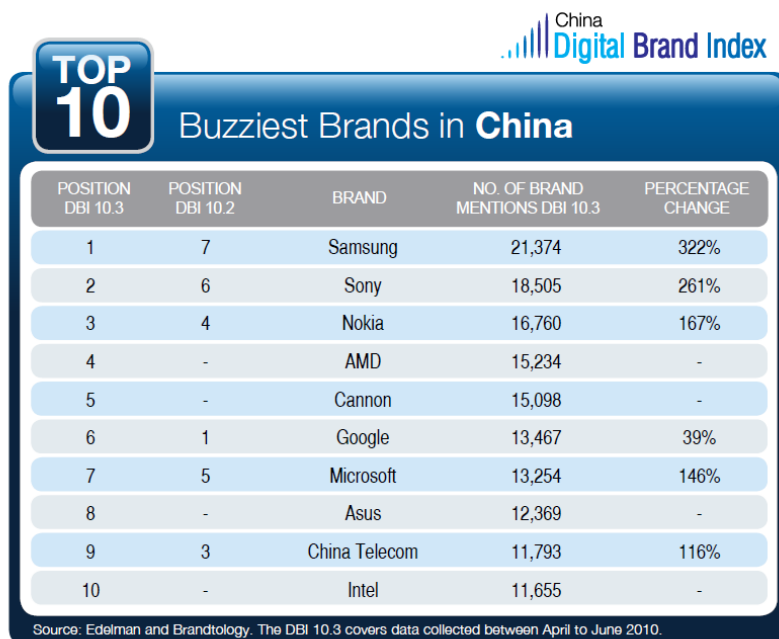 China
Digital Brand Index
TOP
10
Buzziest Brands in China
POSITION DBI 10.3 POSITION DBI 10.2 BRAND NO. OF BRAND MENTIONS DBI 10.3 PERCENTAGE CHANGE
1 7 Samsung 21,374 322%
2 6 Sony 18,505 261%
3 4 Nokia 16,760 167%
4 - AMD 15,234 -
5 - Cannon 15,098 -
6 1 Google 13,467 39%
7 5 Microsoft 13,254 146%
8 - Asus 12,369 -
9 3 China Telecom 11,793 116%
10 - Intel 11,655 -
Source: Edelman and Brandtology. The DBI 10.3 covers data collected between April to June 2010.